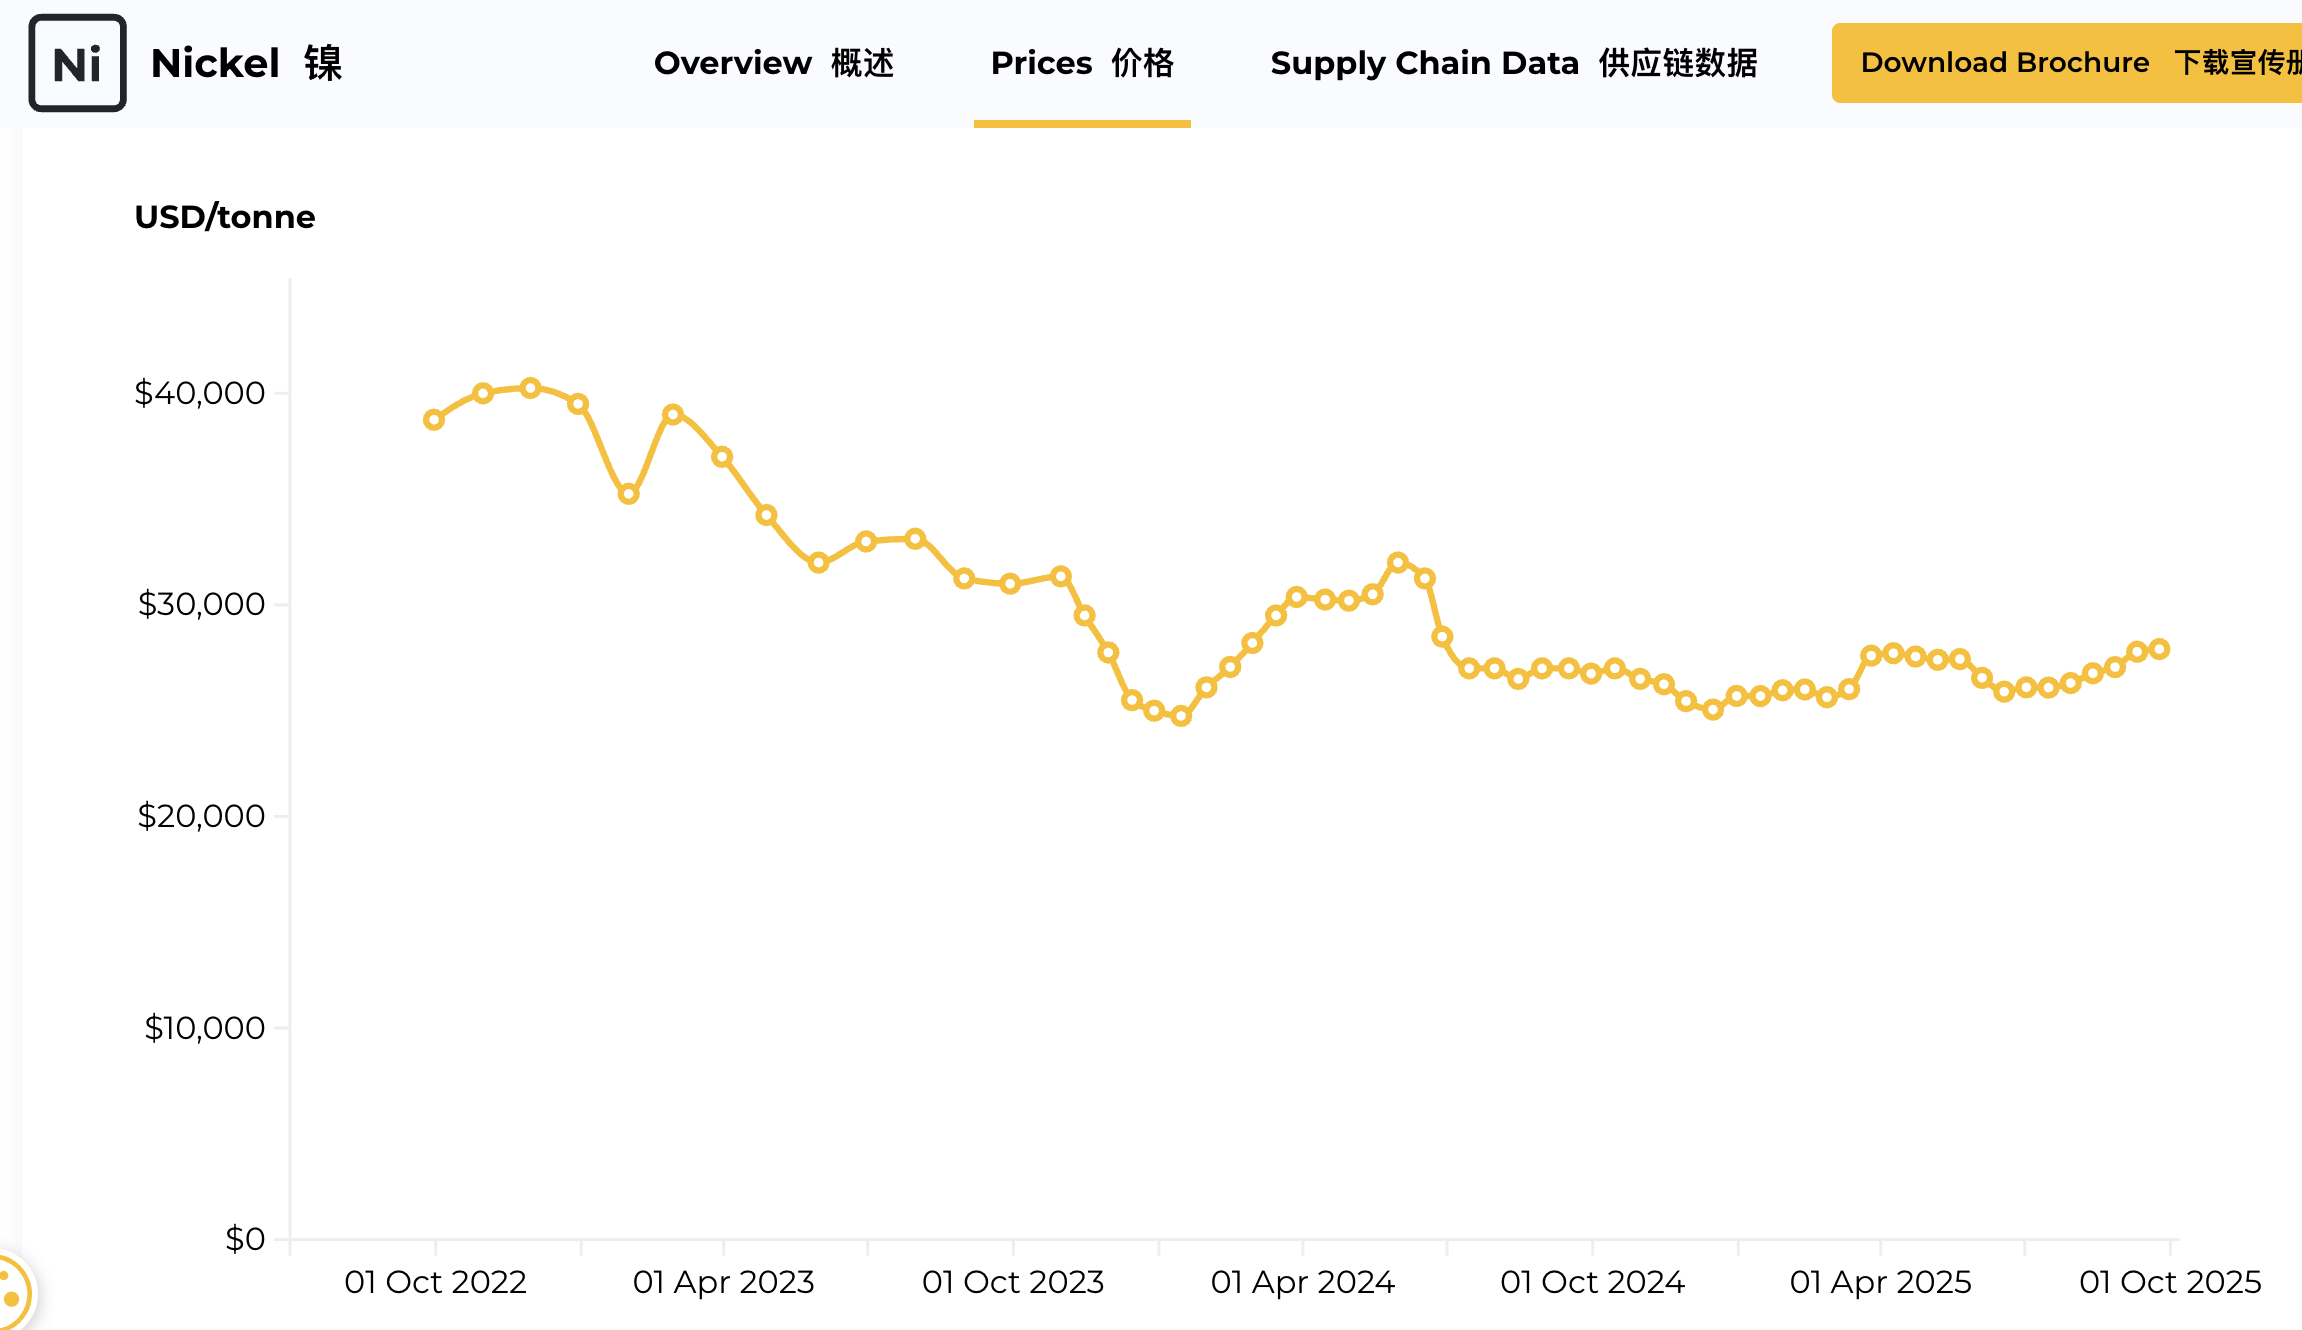 Ni
Nickel 镍
Overview 概述
Prices 价格
Supply Chain Data 供应链数据
Download Brochure 下载宣传册
USD/tonne
$40,000
$30,000
$20,000
$10,000
$0
01 Oct 2022
01 Apr 2023
01 Oct 2023
01 Apr 2024
01 Oct 2024
01 Apr 2025
01 Oct 2025